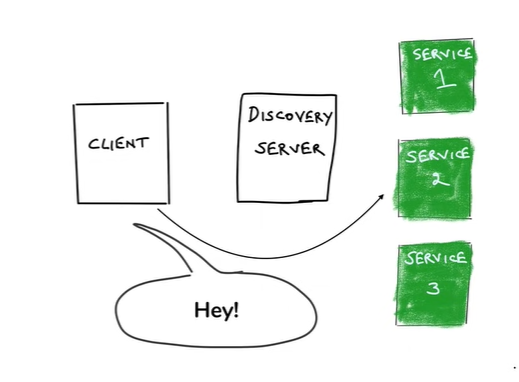 CLIENT
DISCOVERY
SERVER
SERVICE
1
SERVICE
2
SERVICE
3
Hey!